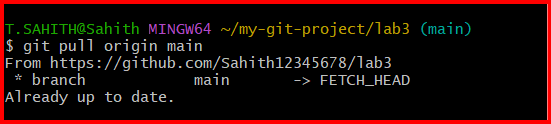 T.SAHITH@Sahith MINGW64 ~/my-git-project/lab3 (main)
$ git pull origin main
From https://github.com/Sahith12345678/lab3
 * branch            main       -> FETCH_HEAD
Already up to date.